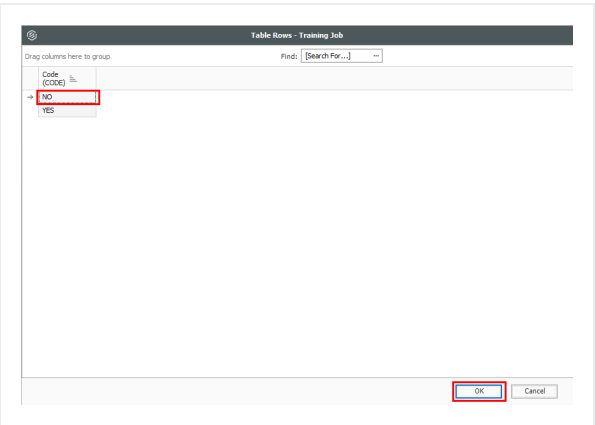 Table Rows - Training Job
Drag columns here to group
Find: [Search For...] ...
Code
(CODE)
NO
YES
OK
Cancel